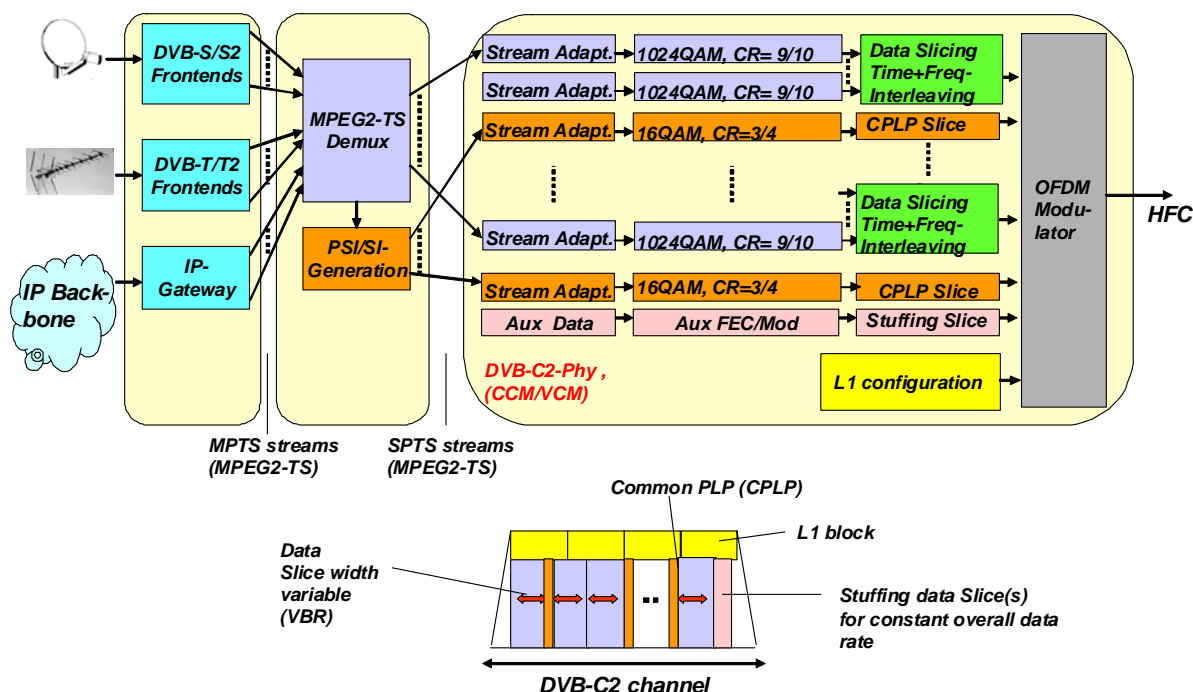 DVB-S/S2
Frontends
DVB-T/T2
Frontends
IP-
Gateway
IP Back-
bone
MPEG2-TS
Demux
PSI/SI-
Generation
Stream Adapt.
1024QAM, CR= 9/10
Stream Adapt.
1024QAM, CR= 9/10
Data Slicing
Time+Freq-
Interleaving
Stream Adapt.
16QAM, CR=3/4
CPLP Slice
Stream Adapt.
1024QAM, CR= 9/10
Data Slicing
Time+Freq-
Interleaving
Stream Adapt.
16QAM, CR=3/4
CPLP Slice
Aux Data
Aux FEC/Mod
Stuffing Slice
DVB-C2-Phy ,
(CCM/VCM)
L1 configuration
OFDM
Modu-
lator
HFC
MPTS streams
(MPEG2-TS)
SPTS streams
(MPEG2-TS)
Common PLP (CPLP)
L1 block
Data
Slice width
variable
(VBR)
Stuffing data Slice(s)
for constant overall data
rate
DVB-C2 channel